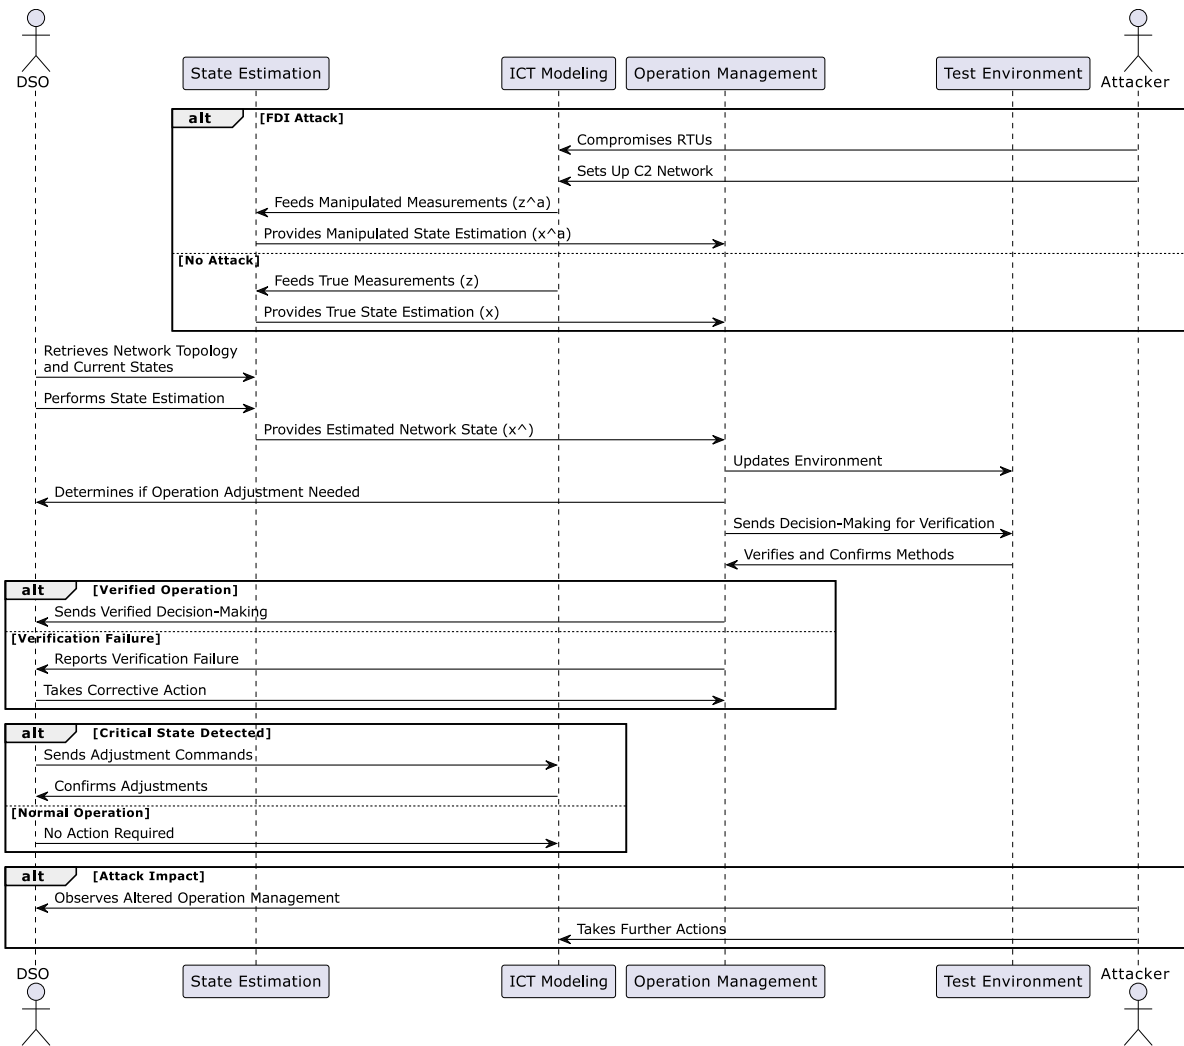 DSO
State Estimation
ICT Modeling
Operation Management
Test Environment
Attacker
alt
[FDI Attack]
Compromises RTUs
Sets Up C2 Network
Feeds Manipulated Measurements (z^a)
Provides Manipulated State Estimation (x^a)
[No Attack]
Feeds True Measurements (z)
Provides True State Estimation (x)
Retrieves Network Topology
and Current States
Performs State Estimation
Provides Estimated Network State (x^)
Updates Environment
Determines if Operation Adjustment Needed
Sends Decision-Making for Verification
Verifies and Confirms Methods
alt
[Verified Operation]
Sends Verified Decision-Making
[Verification Failure]
Reports Verification Failure
Takes Corrective Action
alt
[Critical State Detected]
Sends Adjustment Commands
Confirms Adjustments
[Normal Operation]
No Action Required
alt
[Attack Impact]
Observes Altered Operation Management
Takes Further Actions
DSO
State Estimation
ICT Modeling
Operation Management
Test Environment
Attacker